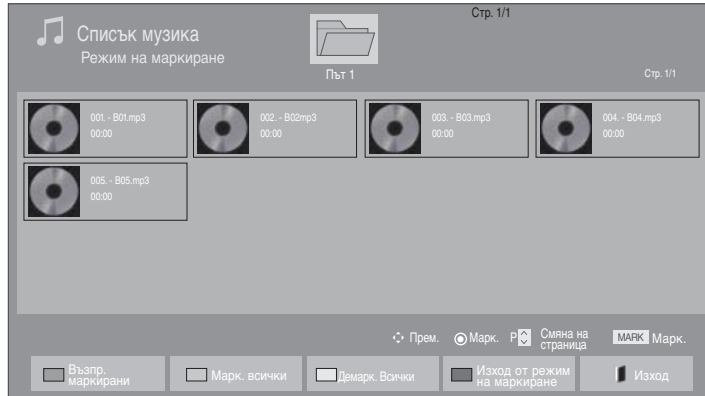 Стр. 1/1
Списък музика
Режим на маркиране
Път 1
Стр. 1/1
001. - B01.mp3
00:00
002. - B02mp3
00:00
003. - B03.mp3
00:00
004. - B04.mp3
00:00
005. - B05.mp3
00:00
Прем.
Марк.
P
Смяна на
страница
MARK Марк.
Възпр.
маркирани
Марк. всички
Демарк. Всички
Изход от режим
на маркиране
Изход